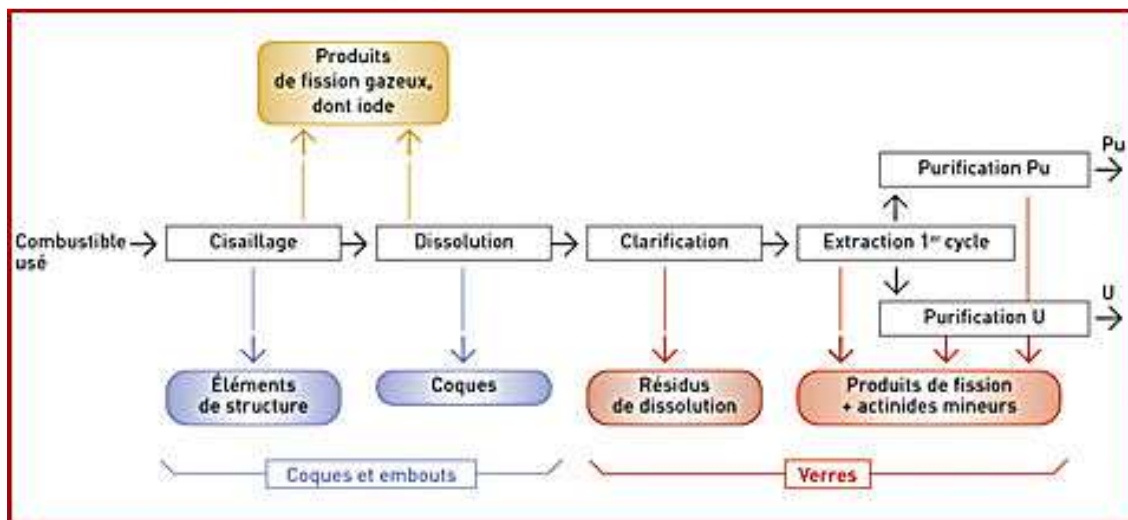 Produits
de fission gazeux,
dont iode
Pu
Purification Pu
Combustible
usé
Cisaillage
Dissolution
Clarification
Extraction 1er cycle
U
Purification U
Éléments
de structure
Coques
Résidus
de dissolution
Produits de fission
+ actinides mineurs
Coques et embouts
Verres